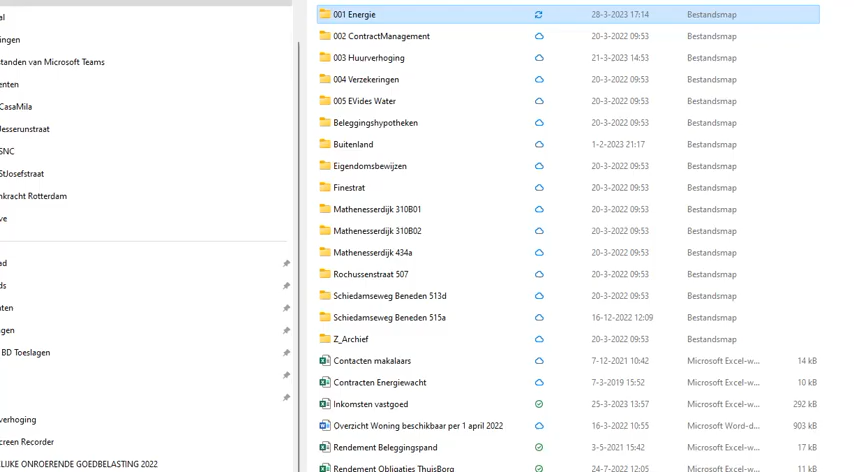 al
ingen
standen van Microsoft Teams
enten
CasaMila
Jesserunstraat
SNC
StJosefstraat
nkracht Rotterdam
ve
ad
ds
nten
ngen
BD Toeslagen
verhoging
creen Recorder
ELIJKE ONROERENDE GOEDBELASTING 2022
001 Energie 28-3-2023 17:14 Bestandsmap
002 ContractManagement 20-3-2022 09:53 Bestandsmap
003 Huurverhoging 21-3-2023 14:53 Bestandsmap
004 Verzekeringen 20-3-2022 09:53 Bestandsmap
005 EVides Water 20-3-2022 09:53 Bestandsmap
Beleggingshypotheken 20-3-2022 09:53 Bestandsmap
Buitenland 1-2-2023 21:17 Bestandsmap
Eigendomsbewijzen 20-3-2022 09:53 Bestandsmap
Finestrat 20-3-2022 09:53 Bestandsmap
Mathenesserdijk 310B01 20-3-2022 09:53 Bestandsmap
Mathenesserdijk 310B02 20-3-2022 09:53 Bestandsmap
Mathenesserdijk 434a 20-3-2022 09:53 Bestandsmap
Rochussenstraat 507 20-3-2022 09:53 Bestandsmap
Schiedamseweg Beneden 513d 20-3-2022 09:53 Bestandsmap
Schiedamseweg Beneden 515a 16-12-2022 12:09 Bestandsmap
Z_Archief 20-3-2022 09:53 Bestandsmap
Contacten makalaars 7-12-2021 10:42 Microsoft Excel-w... 14 kB
Contracten Energiewacht 7-3-2019 15:52 Microsoft Excel-w... 10 kB
Inkomsten vastgoed 25-3-2023 13:57 Microsoft Excel-w... 292 kB
Overzicht Woning beschikbaar per 1 april 2022 16-3-2022 10:55 Microsoft Word-d... 903 kB
Rendement Beleggingspand 3-5-2021 15:42 Microsoft Excel-w... 17 kB
Rendement Obligaties ThuisBorg 24-7-2022 12:05 Microsoft Excel-w... 11 kB